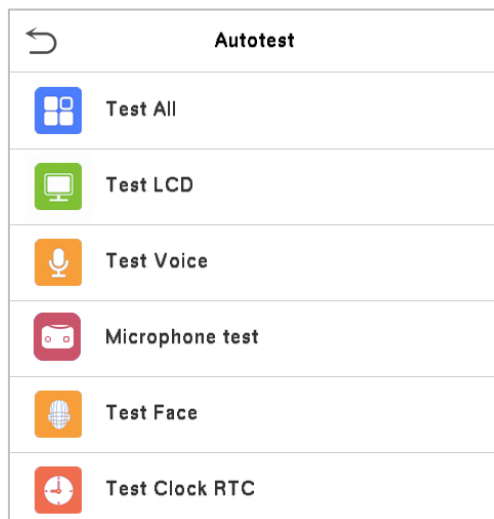 Autotest
Test All
Test LCD
Test Voice
Microphone test
Test Face
Test Clock RTC